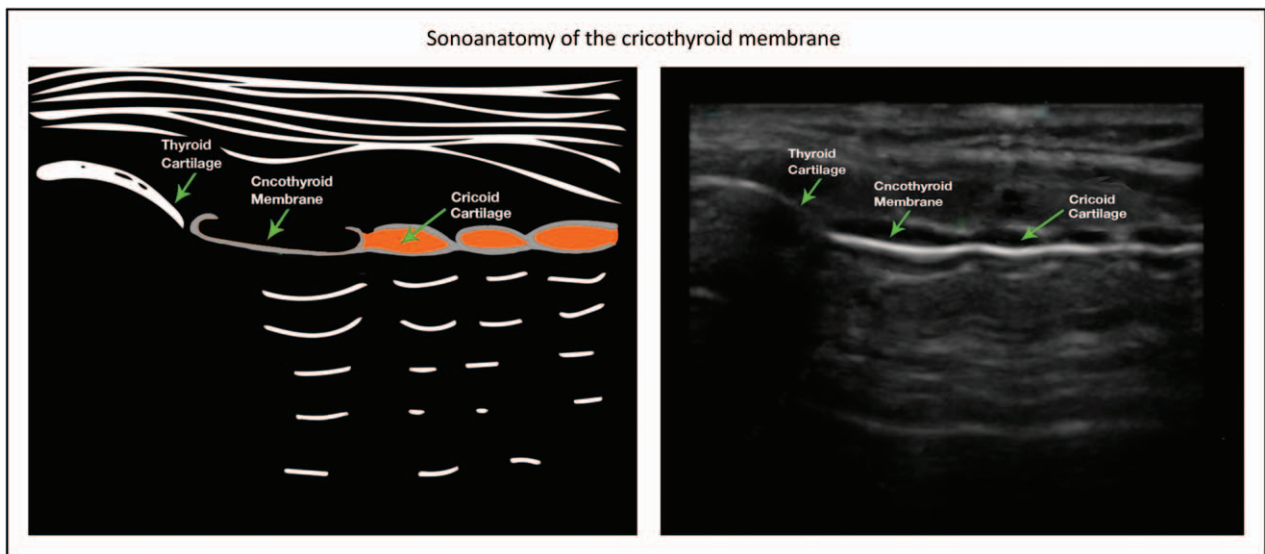 Sonoanatomy of the cricothyroid membrane
Thyroid
Cartilage
Cncothyroid
Membrane
Cricoid
Cartilage
Thyroid
Cartilage
Cncothyroid
Membrane
Cricoid
Cartilage